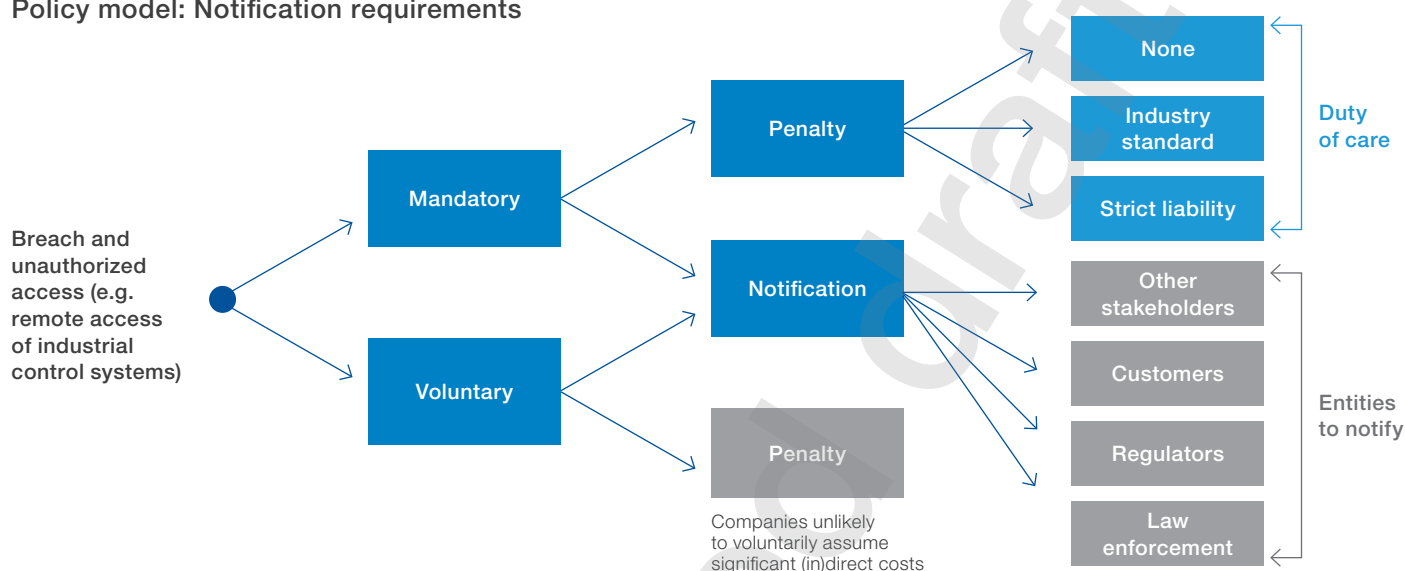 Policy model: Notification requirements
Breach and
unauthorized
access (e.g.
remote access
of industrial
control systems)
Mandatory
Voluntary
Penalty
Notification
Penalty
Companies unlikely
to voluntarily assume
significant (in)direct costs
None
Industry
standard
Strict liability
Duty
of care
Other
stakeholders
Customers
Regulators
Law
enforcement
Entities
to notify
draft